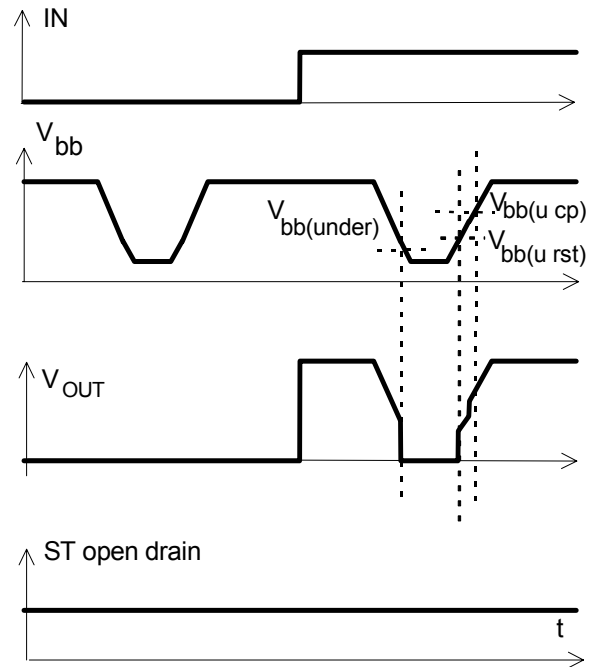 IN
Vbb
Vbb(under)
Vbb(u cp)
Vbb(u rst)
VOUT
ST open drain
t